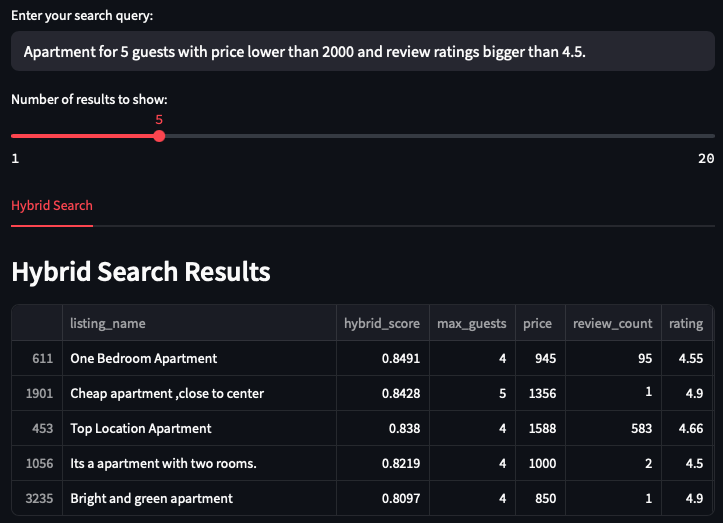 Enter your search query:
Apartment for 5 guests with price lower than 2000 and review ratings bigger than 4.5.
Number of results to show:
5
1 20
Hybrid Search
Hybrid Search Results
listing_name hybrid_score max_guests price review_count rating
611 One Bedroom Apartment 0.8491 4 945 95 4.55
1901 Cheap apartment ,close to center 0.8428 5 1356 1 4.9
453 Top Location Apartment 0.838 4 1588 583 4.66
1056 Its a apartment with two rooms. 0.8219 4 1000 2 4.5
3235 Bright and green apartment 0.8097 4 850 1 4.9